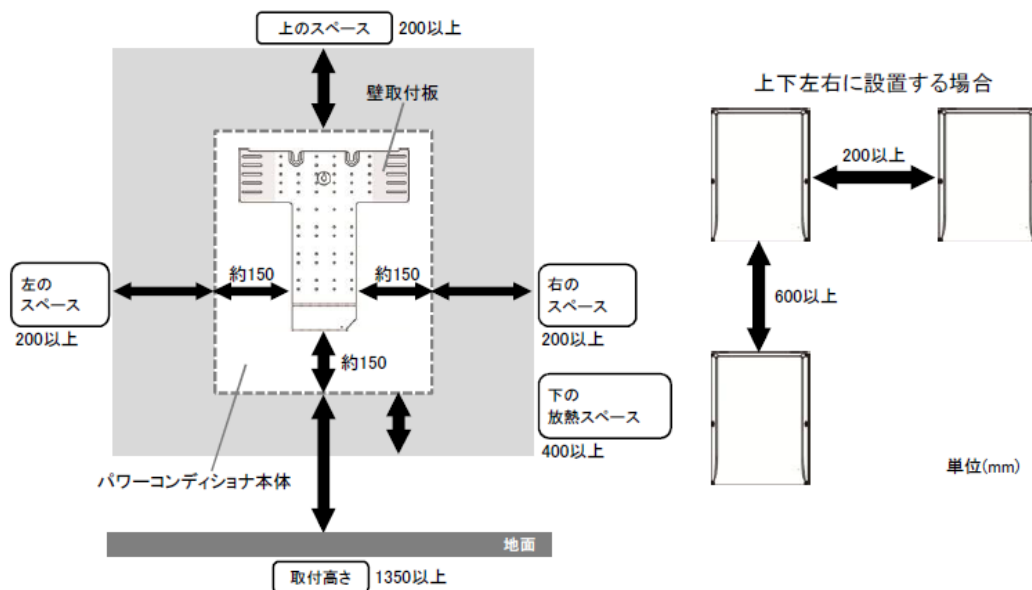 上のスペース 200以上
壁取付板
上下左右に設置する場合
200以上
左の
スペース
200以上
約150
約150
右の
スペース
200以上
600以上
約150
下の
放熱スペース
400以上
パワーコンディショナ本体
単位(mm)
地面
取付高さ 1350以上